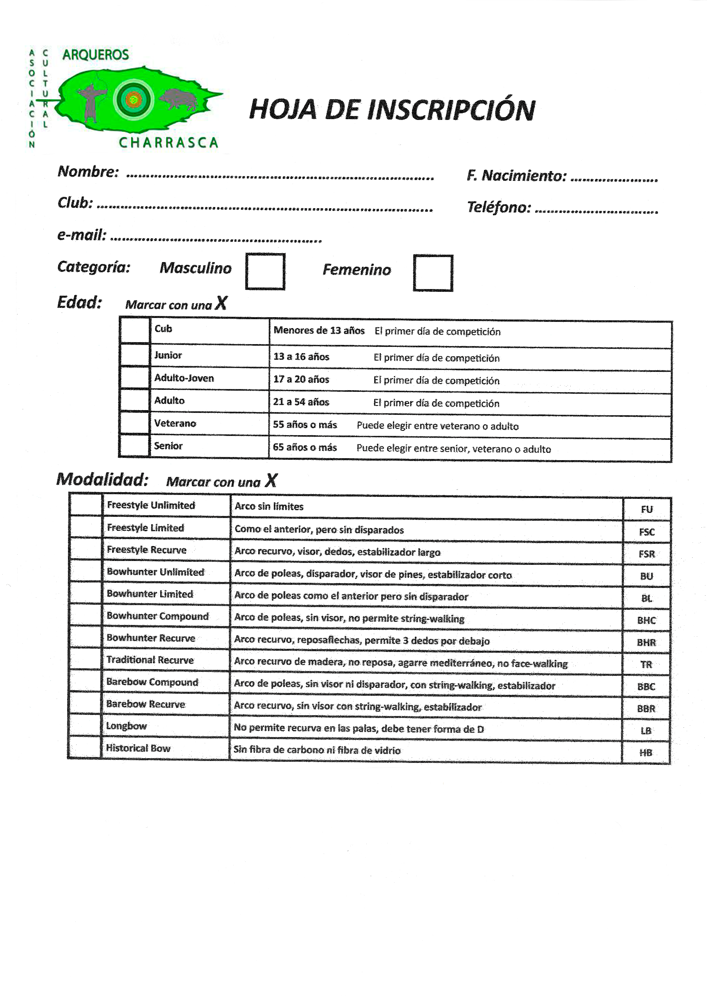 ASOCIACIÓN
CULTURAL
ARQUEROS
CHARRASCA
HOJA DE INSCRIPCIÓN
Nombre: ........................................................................... F. Nacimiento: ......................
Club: ................................................................................... Teléfono: ...............................
e-mail: .....................................................
Categoría: Masculino Femenino
Edad: Marcar con una X
Cub Menores de 13 años El primer día de competición
Junior 13 a 16 años El primer día de competición
Adulto-Joven 17 a 20 años El primer día de competición
Adulto 21 a 54 años El primer día de competición
Veterano 55 años o más Puede elegir entre veterano o adulto
Senior 65 años o más Puede elegir entre senior, veterano o adulto
Modalidad: Marcar con una X
Freestyle Unlimited Arco sin límites FU
Freestyle Limited Como el anterior, pero sin disparados FSC
Freestyle Recurve Arco recurvo, visor, dedos, estabilizador largo FSR
Bowhunter Unlimited Arco de poleas, disparador, visor de pines, estabilizador corto BU
Bowhunter Limited Arco de poleas como el anterior pero sin disparador BL
Bowhunter Compound Arco de poleas, sin visor, no permite string-walking BHC
Bowhunter Recurve Arco recurvo, reposaflechas, permite 3 dedos por debajo BHR
Traditional Recurve Arco recurvo de madera, no reposa, agarre mediterráneo, no face-walking TR
Barebow Compound Arco de poleas, sin visor ni disparador, con string-walking, estabilizador BBC
Barebow Recurve Arco recurvo, sin visor con string-walking, estabilizador BBR
Longbow No permite recurva en las palas, debe tener forma de D LB
Historical Bow Sin fibra de carbono ni fibra de vidrio HB